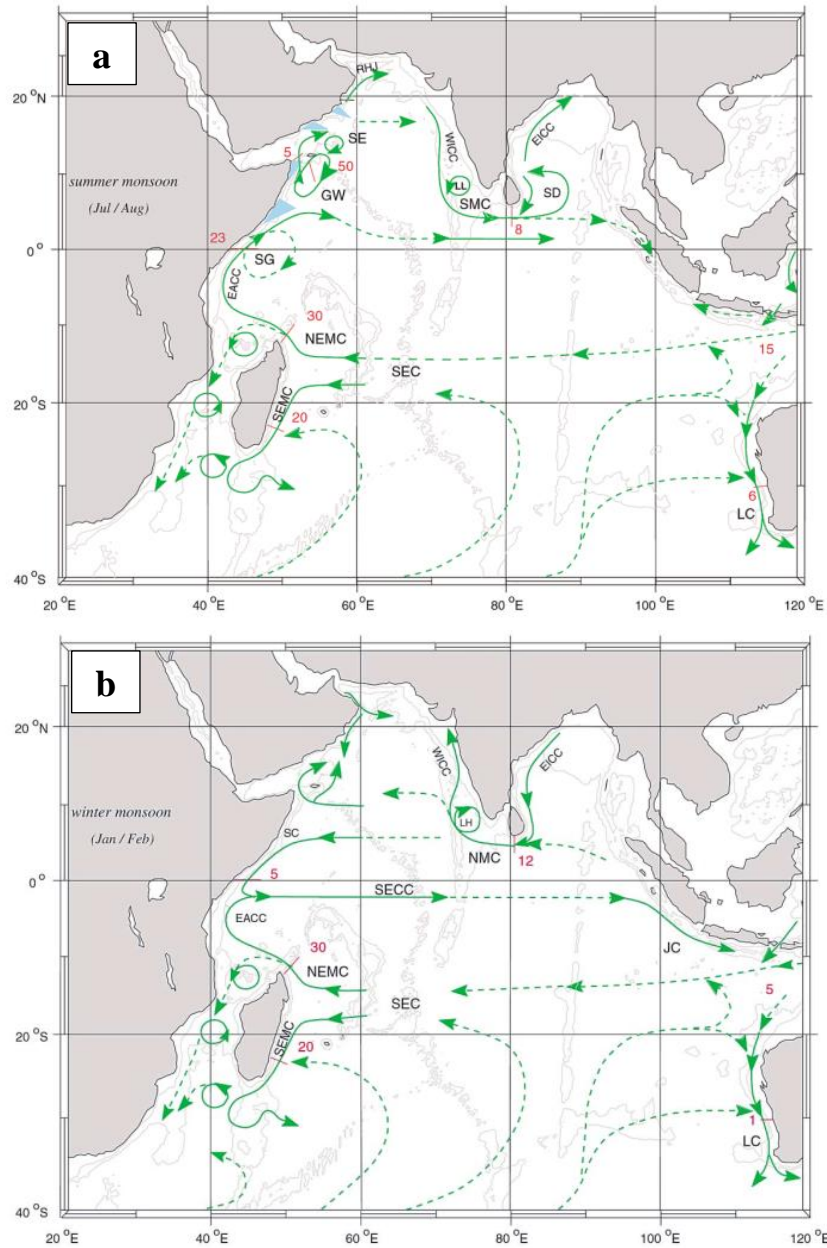 a
RHJ
20 °N
SE
5
50
WICC
EICC
LL
summer monsoon
(Jul / Aug)
GW
SMC
SD
23
8
0°
SG
EACC
30
NEMC
15
SEC
SEMC
20 °S
20
6
LC
40 °S
20 °E
40 °E
60 °E
80 °E
100 °E
120 °E
b
20 °N
WICC
EICC
winter monsoon
(Jan / Feb)
LH
SC
NMC
12
5
0°
SECC
EACC
JC
30
NEMC
SEC
5
20 °S
SEMC
20
1
LC
40 °S
20 °E
40 °E
60 °E
80 °E
100 °E
120 °E